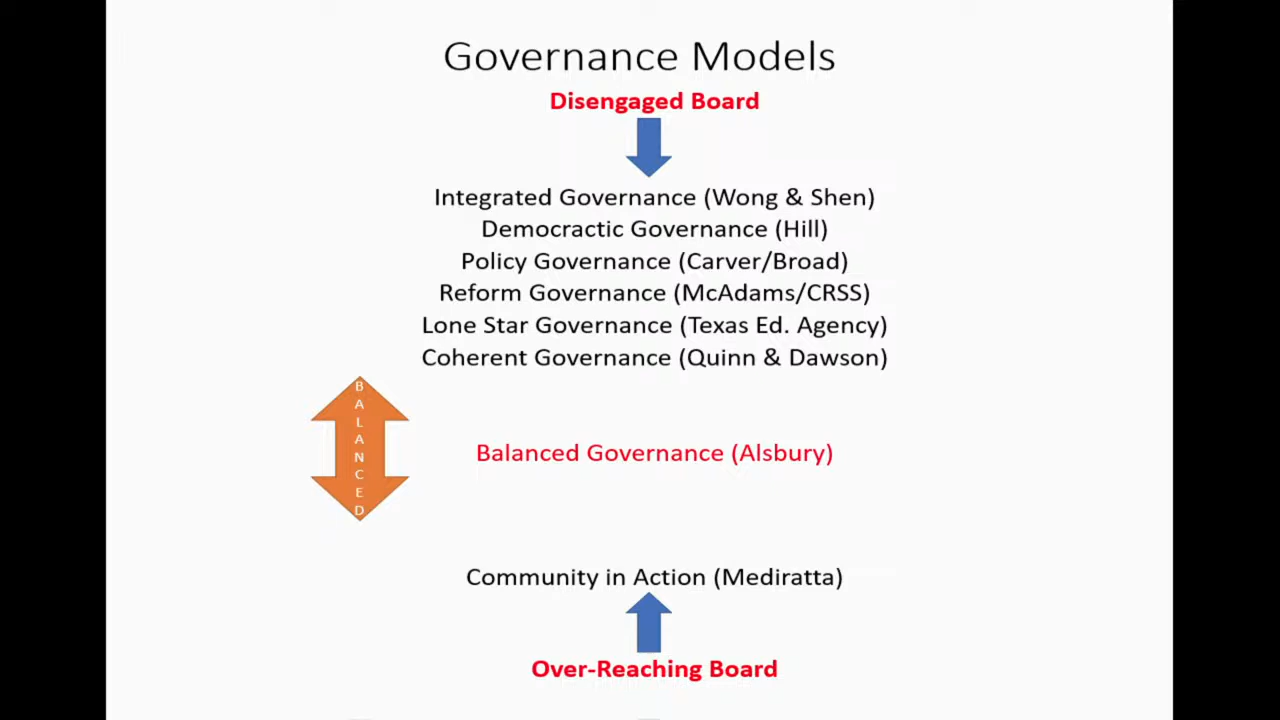 Governance Models
Disengaged Board
Integrated Governance (Wong & Shen)
Democractic Governance (Hill)
Policy Governance (Carver/Broad)
Reform Governance (McAdams/CRSS)
Lone Star Governance (Texas Ed. Agency)
Coherent Governance (Quinn & Dawson)
BALANCED
Balanced Governance (Alsbury)
Community in Action (Mediratta)
Over-Reaching Board